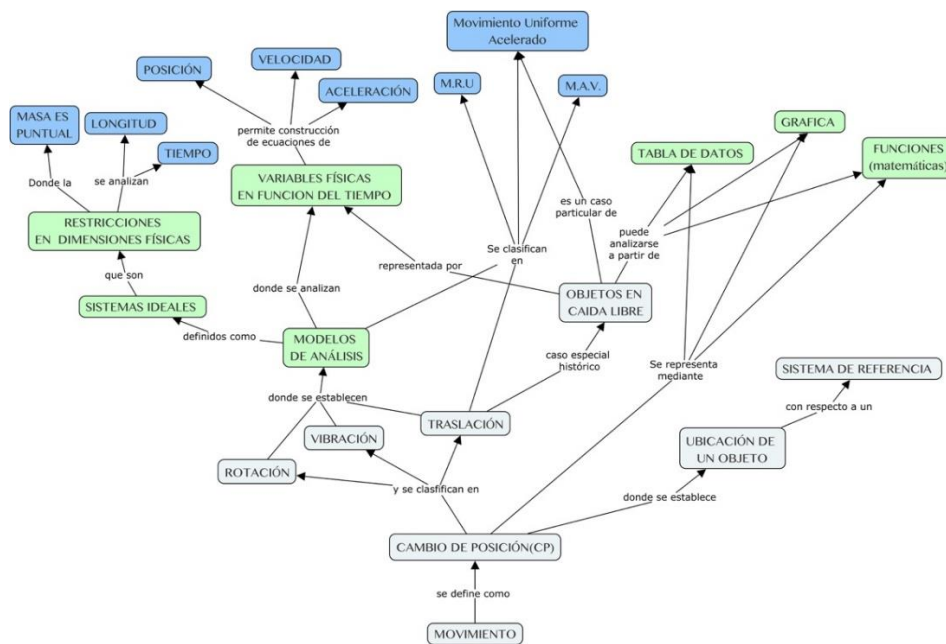 Movimiento Uniforme
Acelerado
VELOCIDAD
POSICIÓN
ACELERACIÓN
M.R.U
M.A.V.
MASA ES
PUNTUAL
LONGITUD
TIEMPO
permite construcción
de ecuaciones de
GRAFICA
TABLA DE DATOS
FUNCIONES
(matemáticas)
Donde la
se analizan
VARIABLES FÍSICAS
EN FUNCION DEL TIEMPO
es un caso
particular de
RESTRICCIONES
EN DIMENSIONES FÍSICAS
puede
analizarse
a partir de
Se clasifican
en
representada por
que son
donde se analizan
OBJETOS EN
CAIDA LIBRE
SISTEMAS IDEALES
definidos como
MODELOS
DE ANÁLISIS
caso especial
histórico
Se representa
mediante
SISTEMA DE REFERENCIA
donde se establecen
con respecto a un
TRASLACIÓN
VIBRACIÓN
UBICACIÓN DE
UN OBJETO
ROTACIÓN
y se clasfifican en
donde se establece
CAMBIO DE POSICIÓN(CP)
se define como
MOVIMIENTO